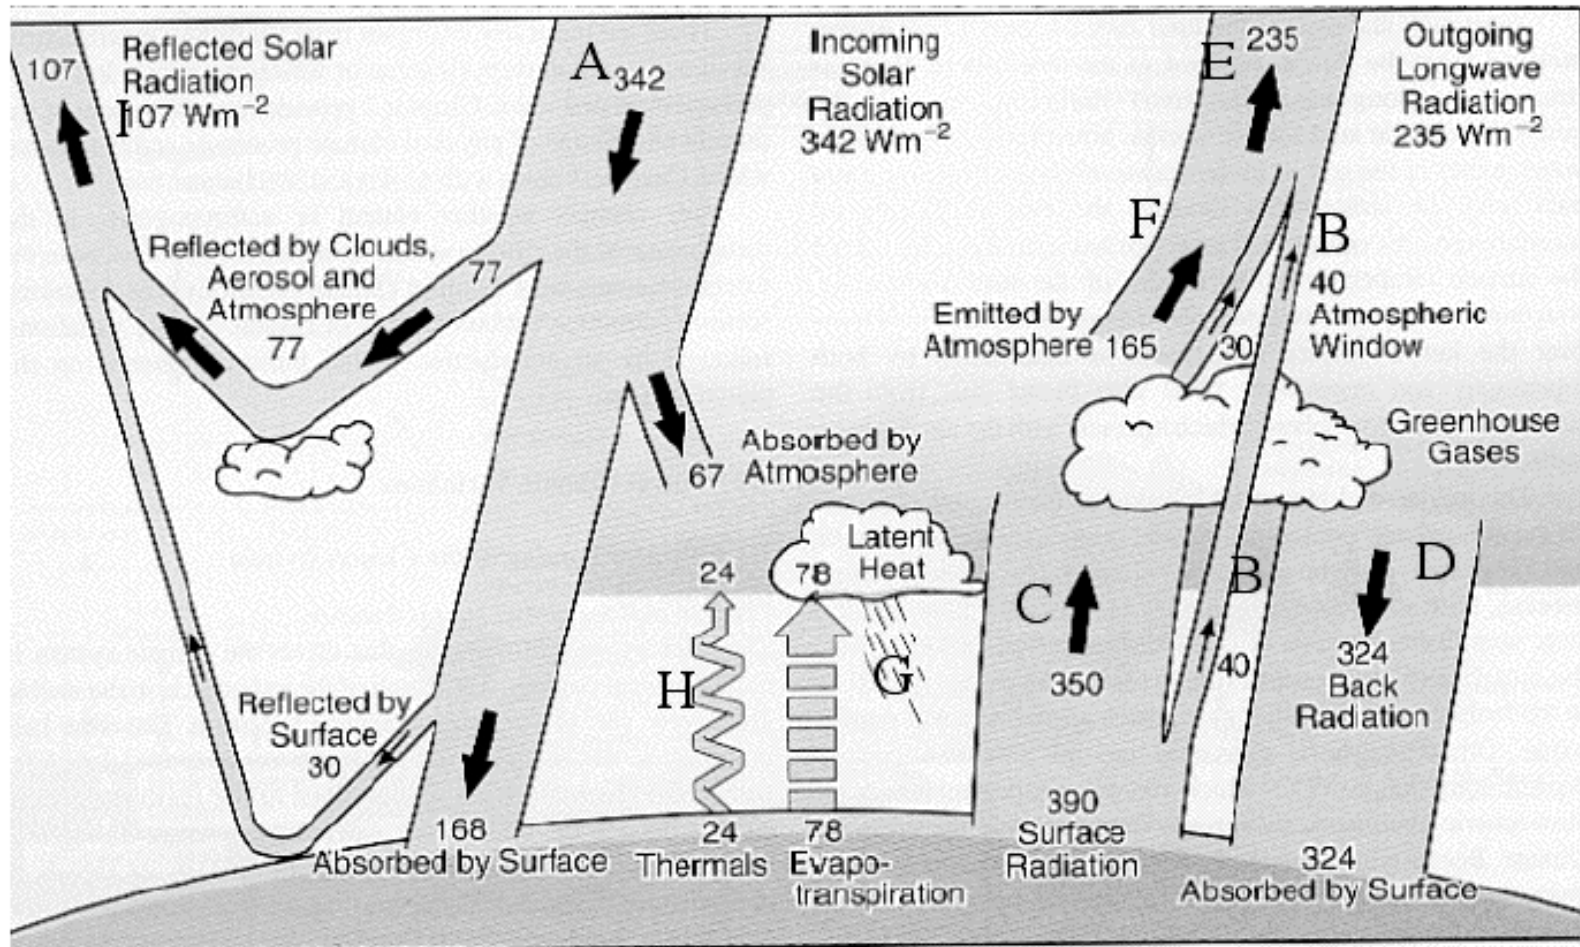 107
Reflected Solar
Radiation
I
107 Wm⁻²
A
342
Incoming
Solar
Radiation
342 Wm⁻²
E
235
Outgoing
Longwave
Radiation
235 Wm⁻²
Reflected by Clouds,
Aerosol and
Atmosphere
77
77
F
B
Emitted by
Atmosphere
165
30
40
Atmospheric
Window
Greenhouse
Gases
67
Absorbed by
Atmosphere
24
78
Latent
Heat
H
G
C
350
B
40
D
324
Back
Radiation
Reflected by
Surface
30
168
Absorbed by Surface
24
Thermals
78
Evapo-
transpiration
390
Surface
Radiation
324
Absorbed by Surface